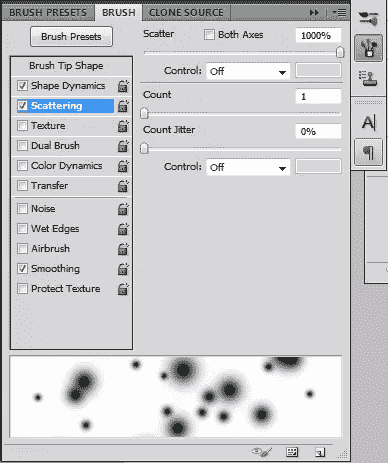 BRUSH PRESETS BRUSH CLONE SOURCE
Brush Presets
Scatter Both Axes 1000%
Control: Off
Count 1
Count Jitter 0%
Control: Off
Brush Tip Shape
Shape Dynamics
Scattering
Texture
Dual Brush
Color Dynamics
Transfer
Noise
Wet Edges
Airbrush
Smoothing
Protect Texture
A
¶